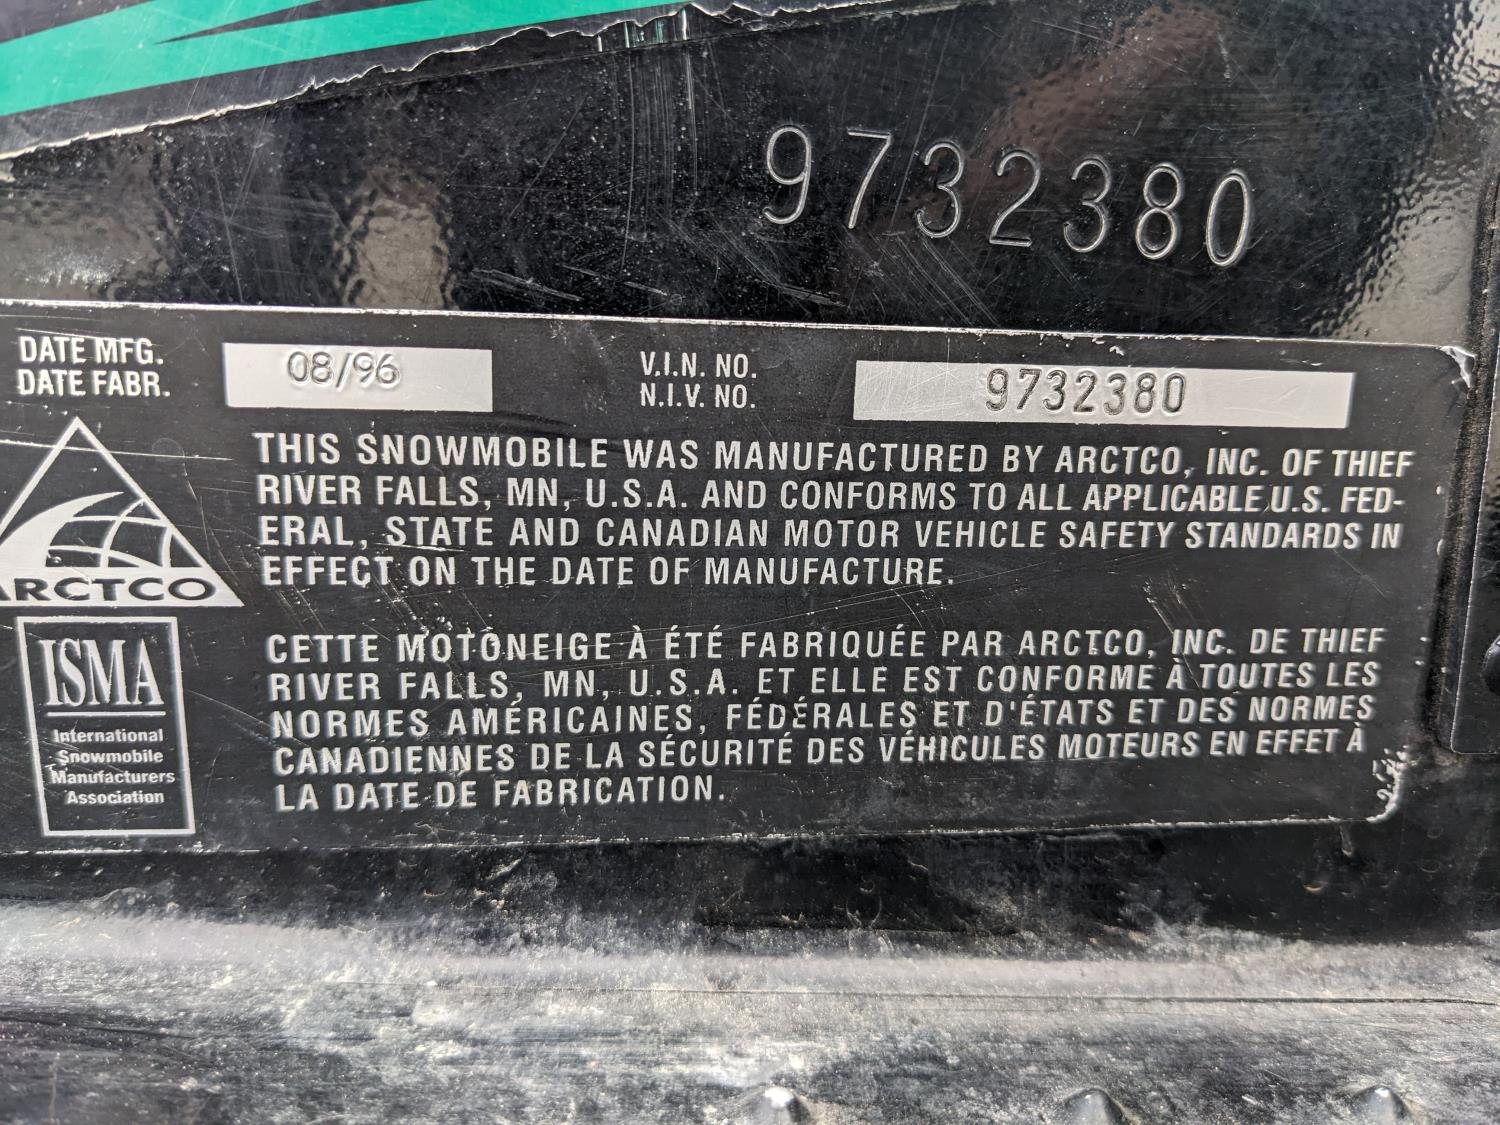 9732380
DATE MFG.
DATE FABR.
08/96
V.I.N. NO.
N.I.V. NO.
9732380
THIS SNOWMOBILE WAS MANUFACTURED BY ARCTCO, INC. OF THIEF
RIVER FALLS, MN, U.S.A. AND CONFORMS TO ALL APPLICABLE U.S. FED-
ERAL, STATE AND CANADIAN MOTOR VEHICLE SAFETY STANDARDS IN
EFFECT ON THE DATE OF MANUFACTURE.
ARCTCO
CETTE MOTONEIGE À ÉTÉ FABRIQUÉE PAR ARCTCO, INC. DE THIEF
RIVER FALLS, MN, U.S.A. ET ELLE EST CONFORME À TOUTES LES
NORMES AMÉRICAINES, FÉDÉRALES ET D'ÉTATS ET DES NORMES
CANADIENNES DE LA SÉCURITÉ DES VÉHICULES MOTEURS EN EFFET À
LA DATE DE FABRICATION.
ISMA
International
Snowmobile
Manufacturers
Association